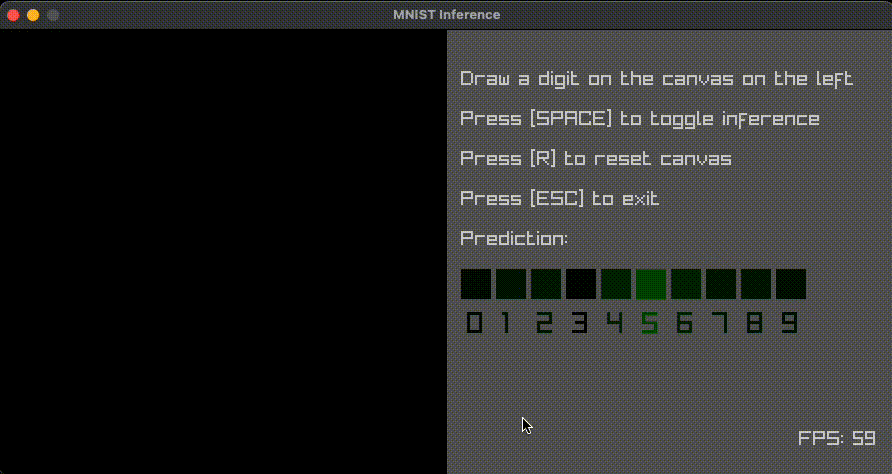 MNIST Inference
Draw a digit on the canvas on the left
Press [SPACE] to toggle inference
Press [R] to reset canvas
Press [ESC] to exit
Prediction:
0 1 2 3 4 5 6 7 8 9
FPS: 59